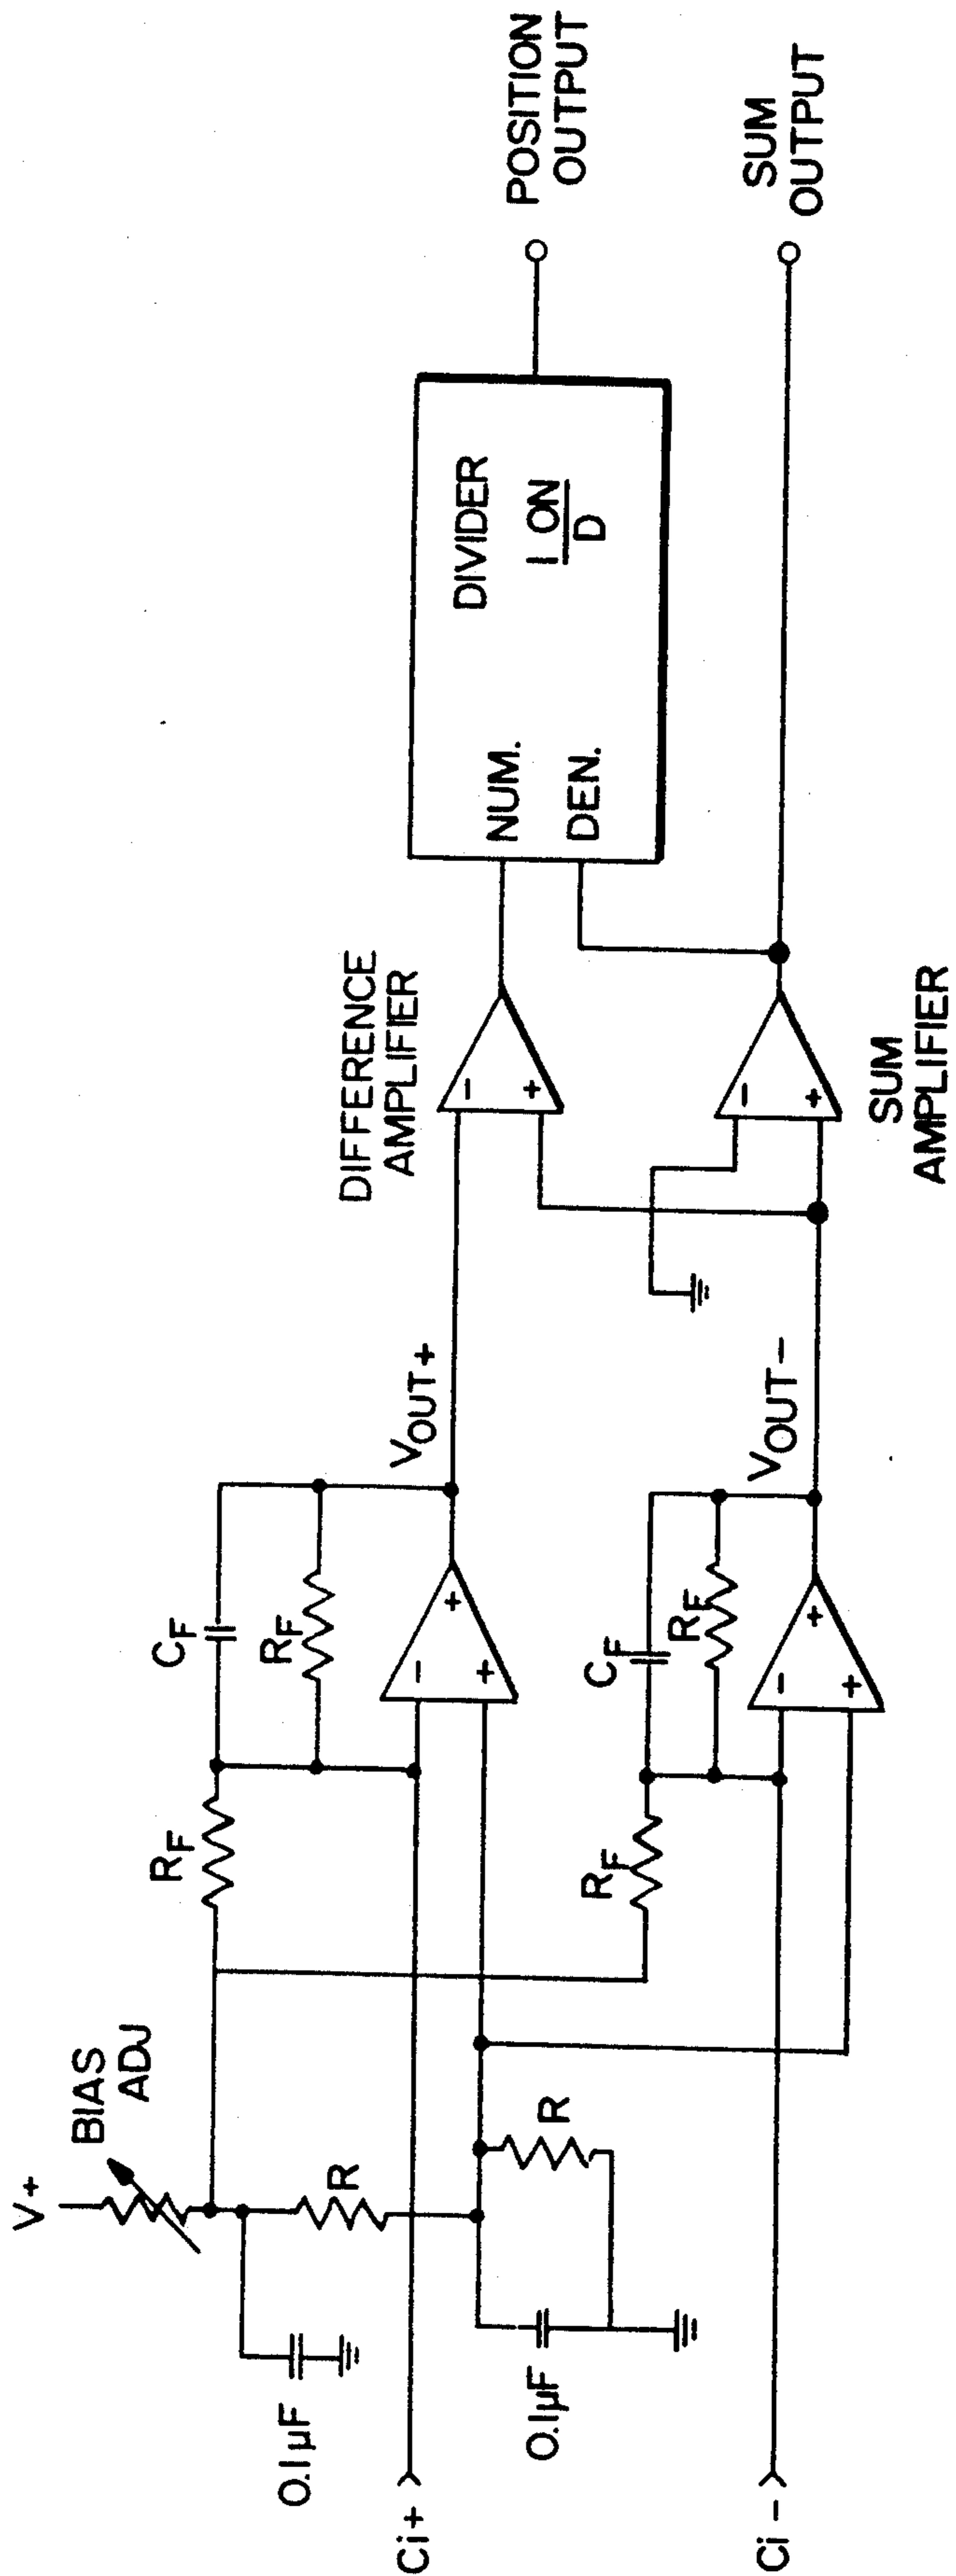 V+
BIAS
ADJ
0.1µF
R
R
0.1µF
Ci+
Ci-
RF
CF
RF
RF
CF
RF
-
+
+
-
+
+
VOUT+
VOUT-
DIFFERENCE
AMPLIFIER
-
+
-
+
SUM
AMPLIFIER
NUM.
DEN.
DIVIDER
10N
D
POSITION
OUTPUT
SUM
OUTPUT